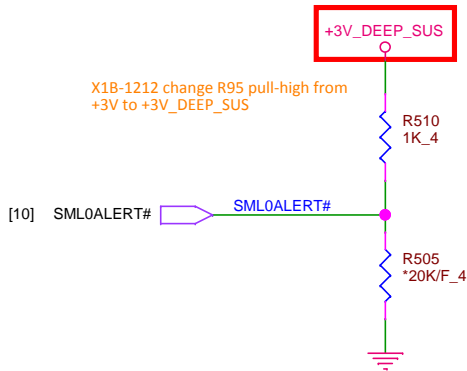 +3V_DEEP_SUS
X1B-1212 change R95 pull-high from
+3V to +3V_DEEP_SUS
R510
1K_4
[10] SML0ALERT#
SML0ALERT#
R505
*20K/F_4